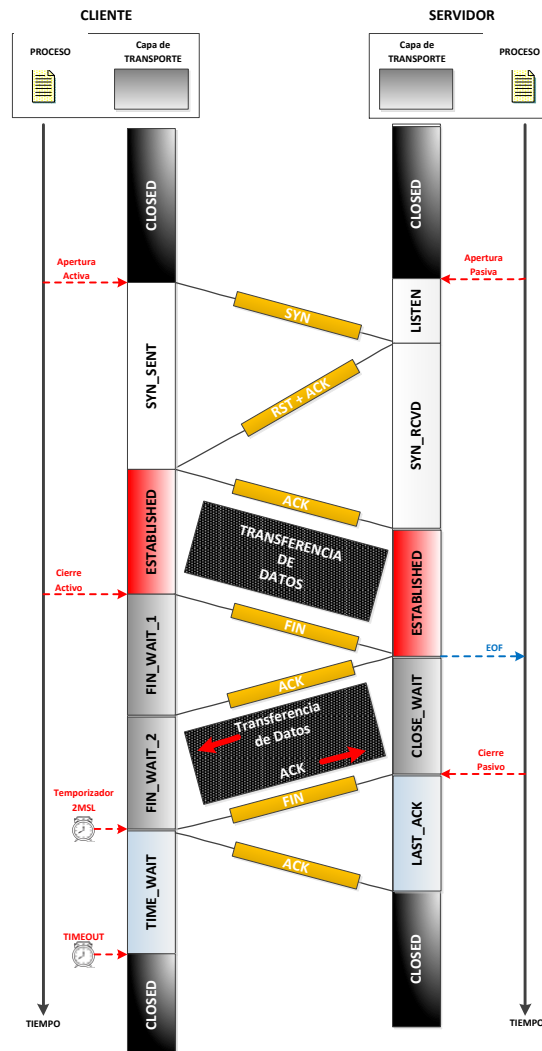 CLIENTE
SERVIDOR
PROCESO
Capa de
TRANSPORTE
Capa de
TRANSPORTE
PROCESO
CLOSED
CLOSED
Apertura
Activa
Apertura
Pasiva
SYN
LISTEN
SYN_SENT
RST + ACK
SYN_RCVD
ACK
ESTABLISHED
TRANSFERENCIA
DE
DATOS
ESTABLISHED
Cierre
Activo
FIN
EOF
FIN_WAIT_1
ACK
CLOSE_WAIT
Transferencia
de Datos
ACK
FIN_WAIT_2
Cierre
Pasivo
FIN
Temporizador
2MSL
LAST_ACK
ACK
TIME_WAIT
TIMEOUT
CLOSED
CLOSED
TIEMPO
TIEMPO